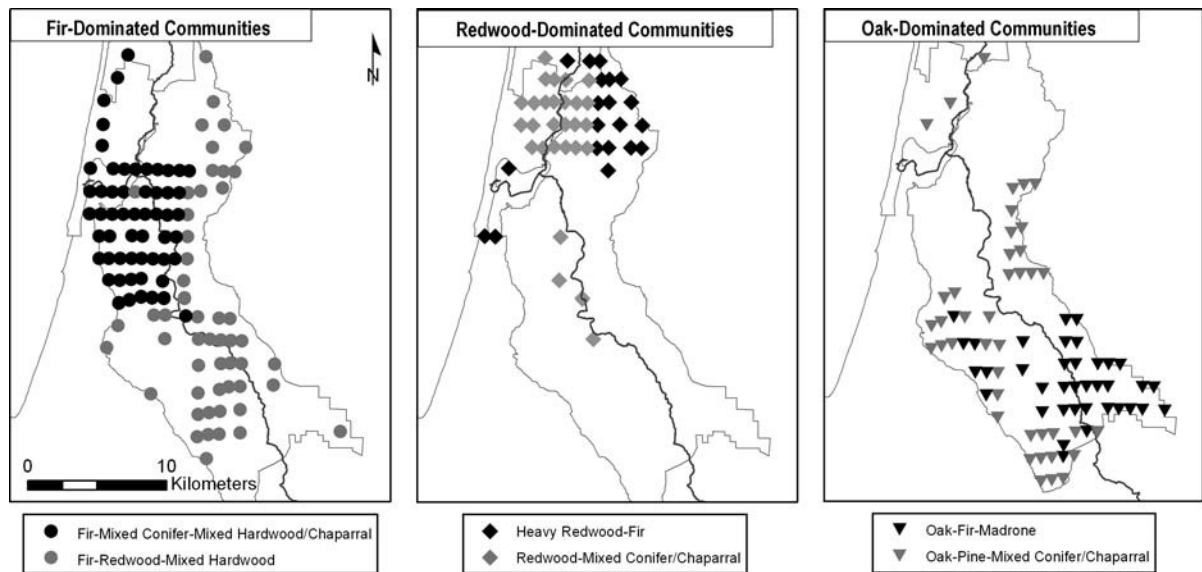 Fir-Dominated Communities
N
0 10
Kilometers
Fir-Mixed Conifer-Mixed Hardwood/Chaparral
Fir-Redwood-Mixed Hardwood
Redwood-Dominated Communities
Heavy Redwood-Fir
Redwood-Mixed Conifer/Chaparral
Oak-Dominated Communities
Oak-Fir-Madrone
Oak-Pine-Mixed Conifer/Chaparral